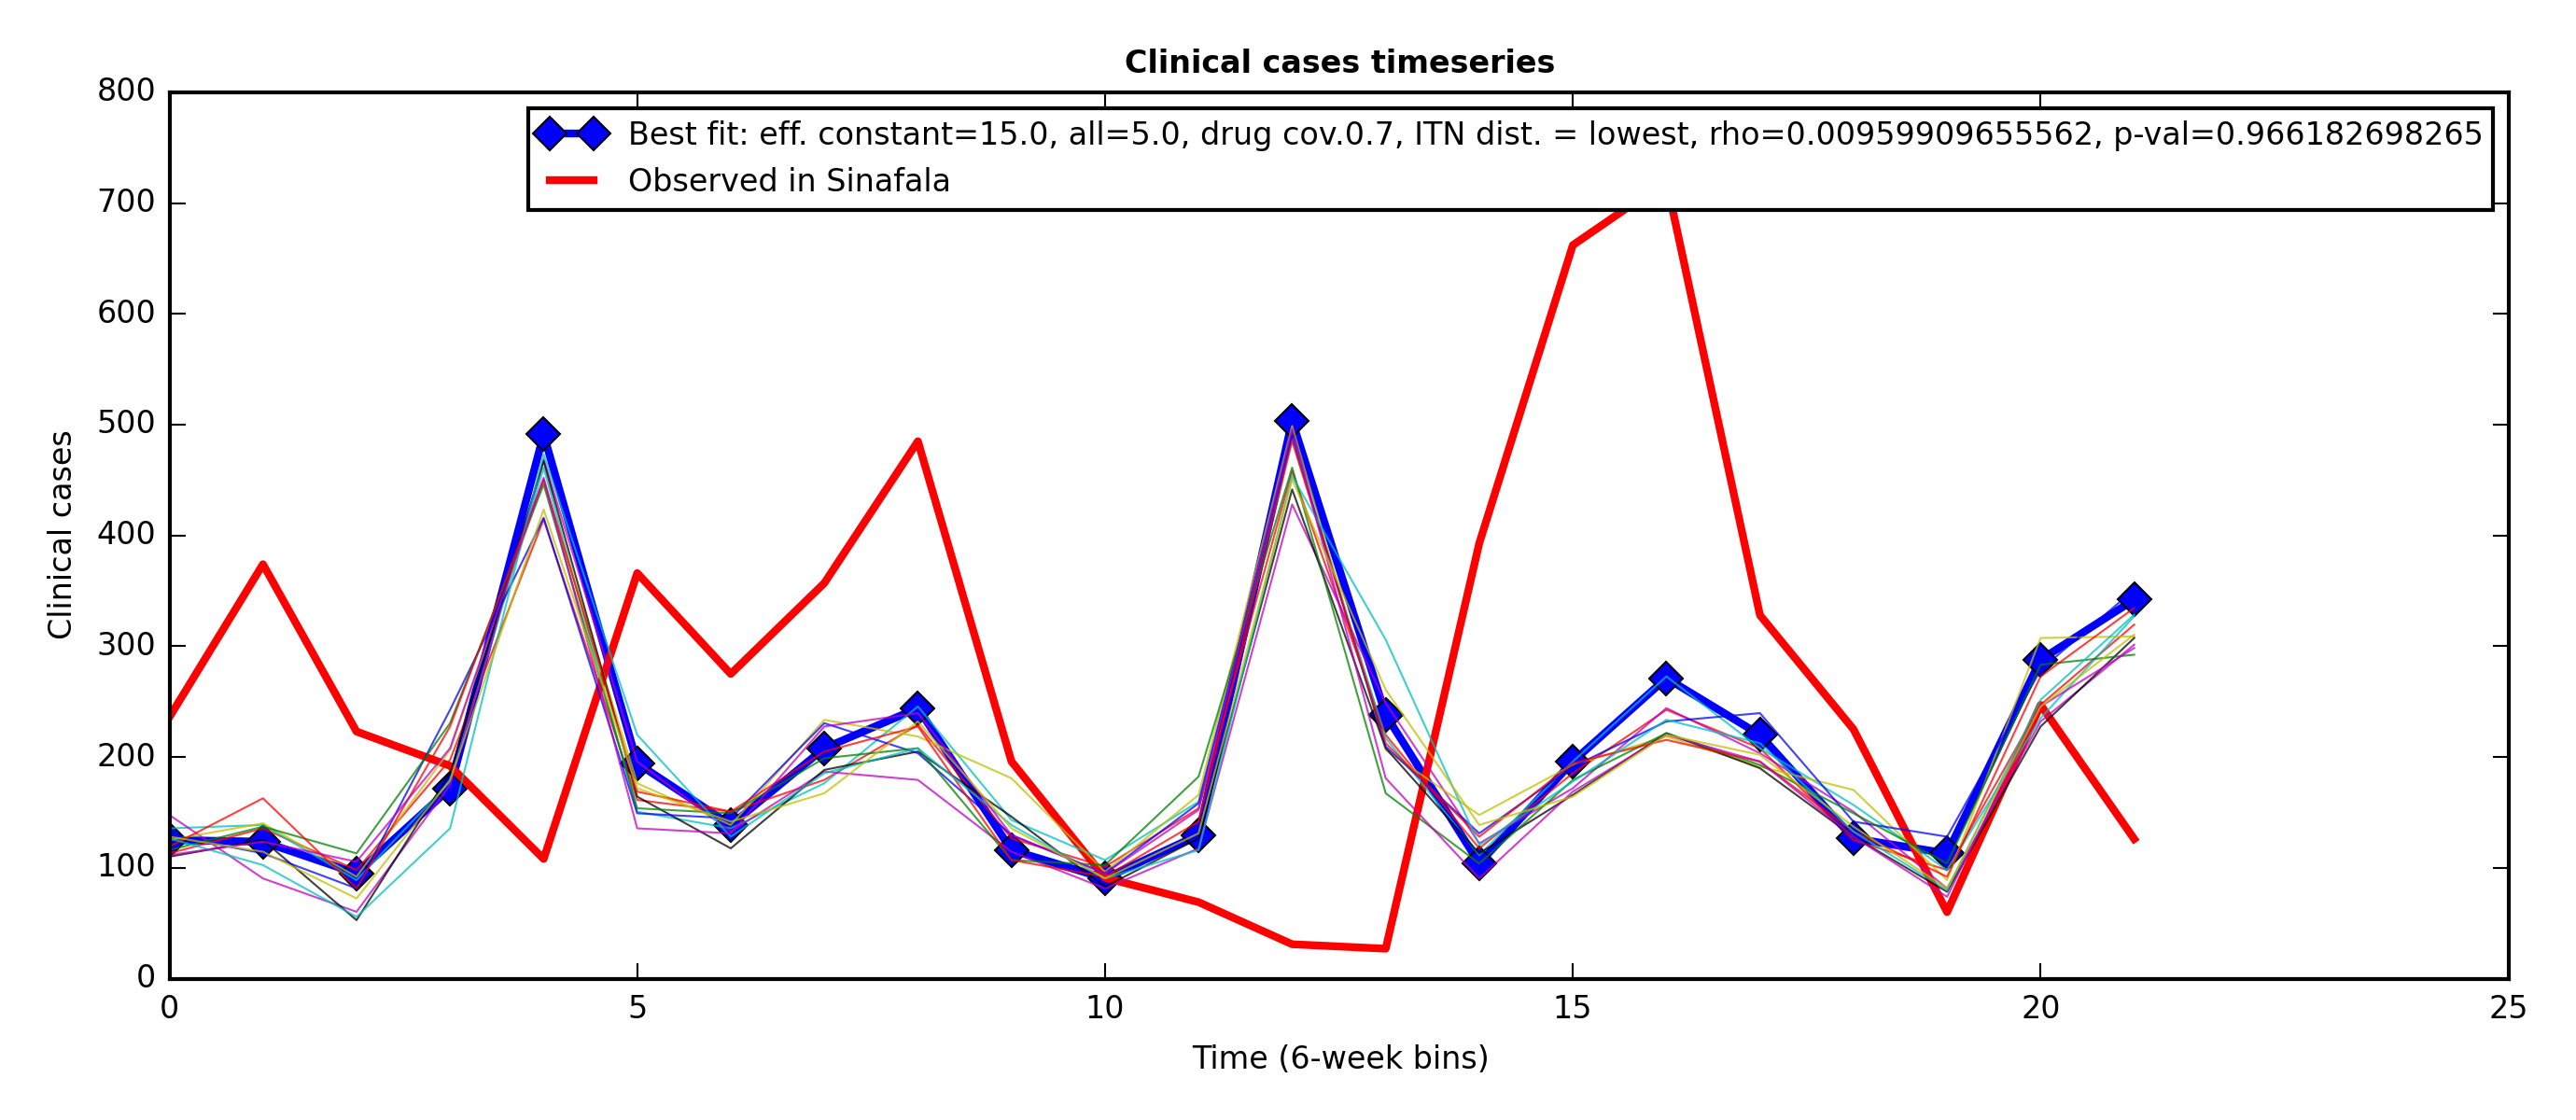 Clinical cases timeseries
800
700
600
500
400
300
200
100
0
Clinical cases
Best fit: eff. constant=15.0, all=5.0, drug cov.0.7, ITN dist. = lowest, rho=0.00959909655562, p-val=0.966182698265
Observed in Sinafala
0 5 10 15 20 25
Time (6-week bins)